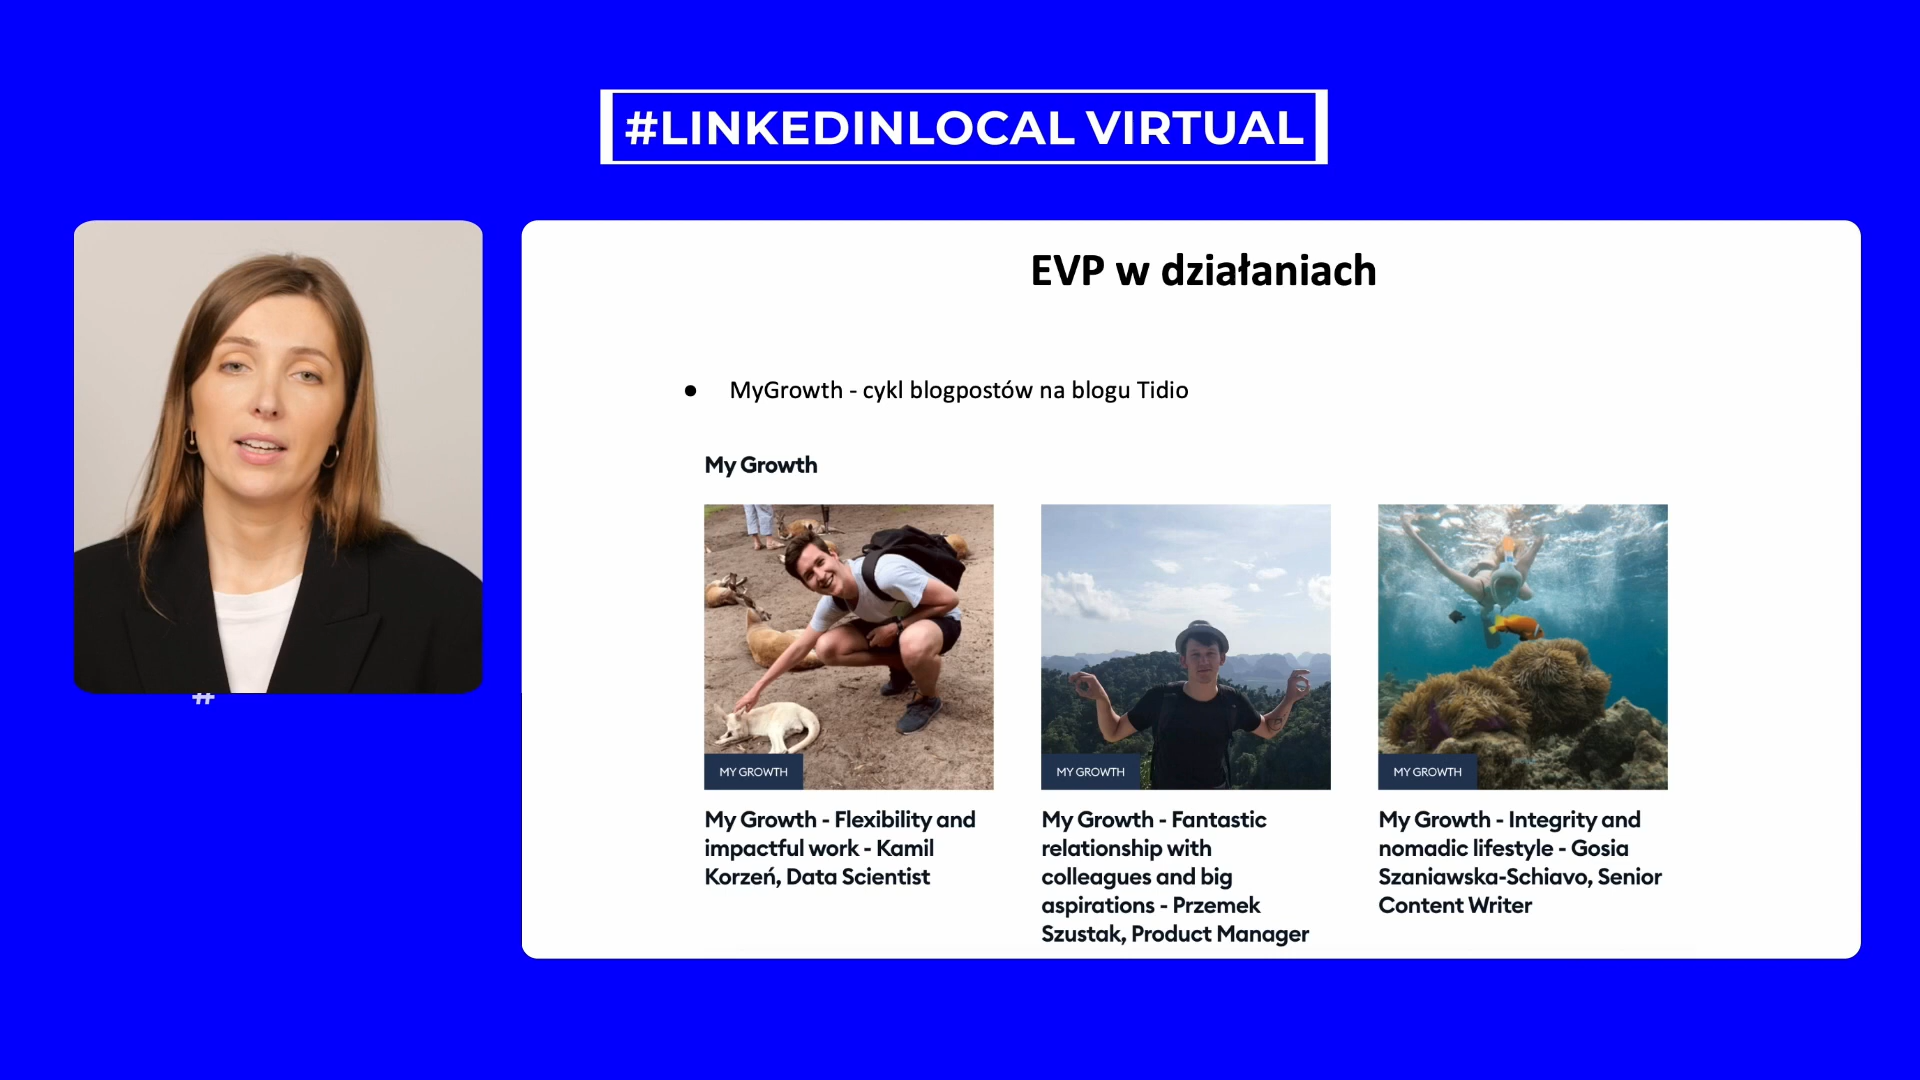 #LINKEDINLOCAL VIRTUAL
#
EVP w działaniach
● MyGrowth - cykl blogpostów na blogu Tidio
My Growth
MY GROWTH
My Growth - Flexibility and
impactful work - Kamil
Korzeń, Data Scientist
MY GROWTH
My Growth - Fantastic
relationship with
colleagues and big
aspirations - Przemek
Szustak, Product Manager
MY GROWTH
My Growth - Integrity and
nomadic lifestyle - Gosia
Szaniawska-Schiavo, Senior
Content Writer